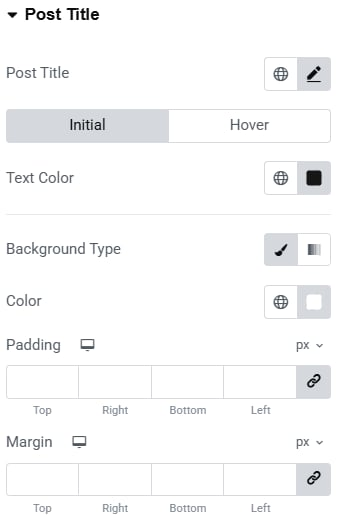 Post Title
Post Title
Initial Hover
Text Color
Background Type
Color
Padding px
Top Right Bottom Left
Margin px
Top Right Bottom Left